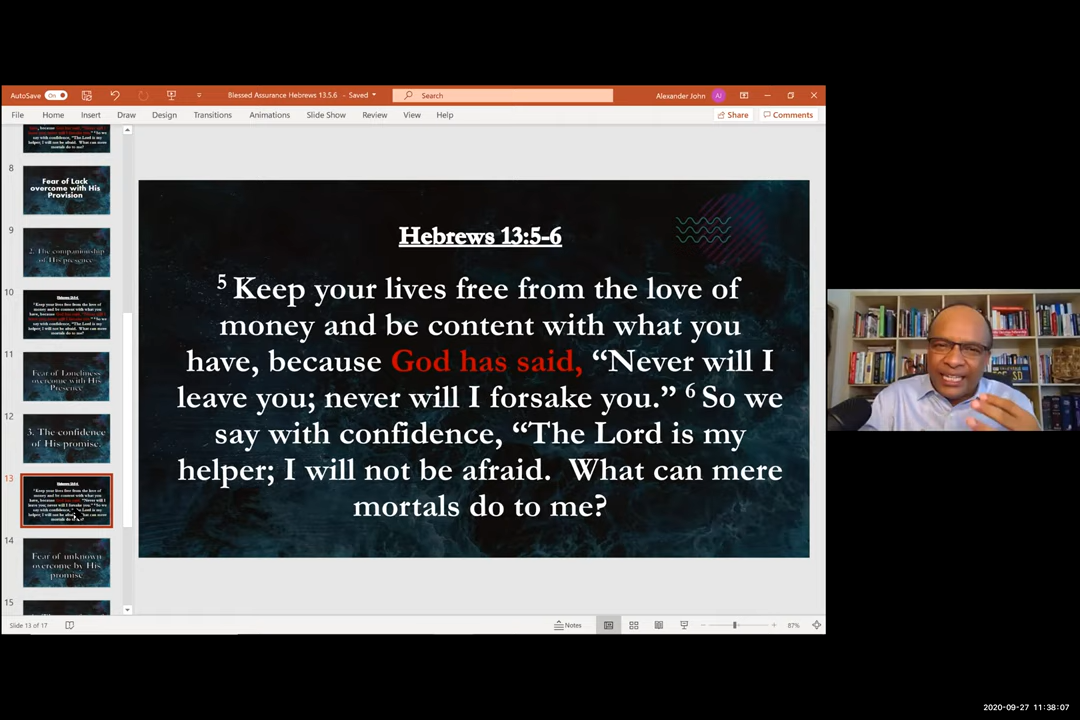 AutoSave On
Blessed Assurance Hebrews 13.5.6 - Saved
Search
Alexander John AJ
File Home Insert Draw Design Transitions Animations Slide Show Review View Help
Share Comments
8
Fear of Lack
overcome with His
Provision
9
2. The companionship
of His presence
10
11
Fear of Loneliness
overcome with His
Presence
12
3. The confidence
of His promise.
13
14
Fear of unknown
overcome by His
promise
15
Hebrews 13:5-6
5 Keep your lives free from the love of
money and be content with what you
have, because God has said, “Never will I
leave you; never will I forsake you.” 6 So we
say with confidence, “The Lord is my
helper; I will not be afraid. What can mere
mortals do to me?
Slide 13 of 17
Notes
87%
2020-09-27 11:38:07